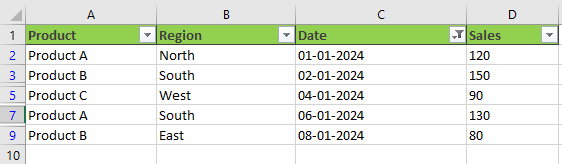 A B C D
1 Product Region Date Sales
2 Product A North 01-01-2024 120
3 Product B South 02-01-2024 150
5 Product C West 04-01-2024 90
7 Product A South 06-01-2024 130
9 Product B East 08-01-2024 80
10